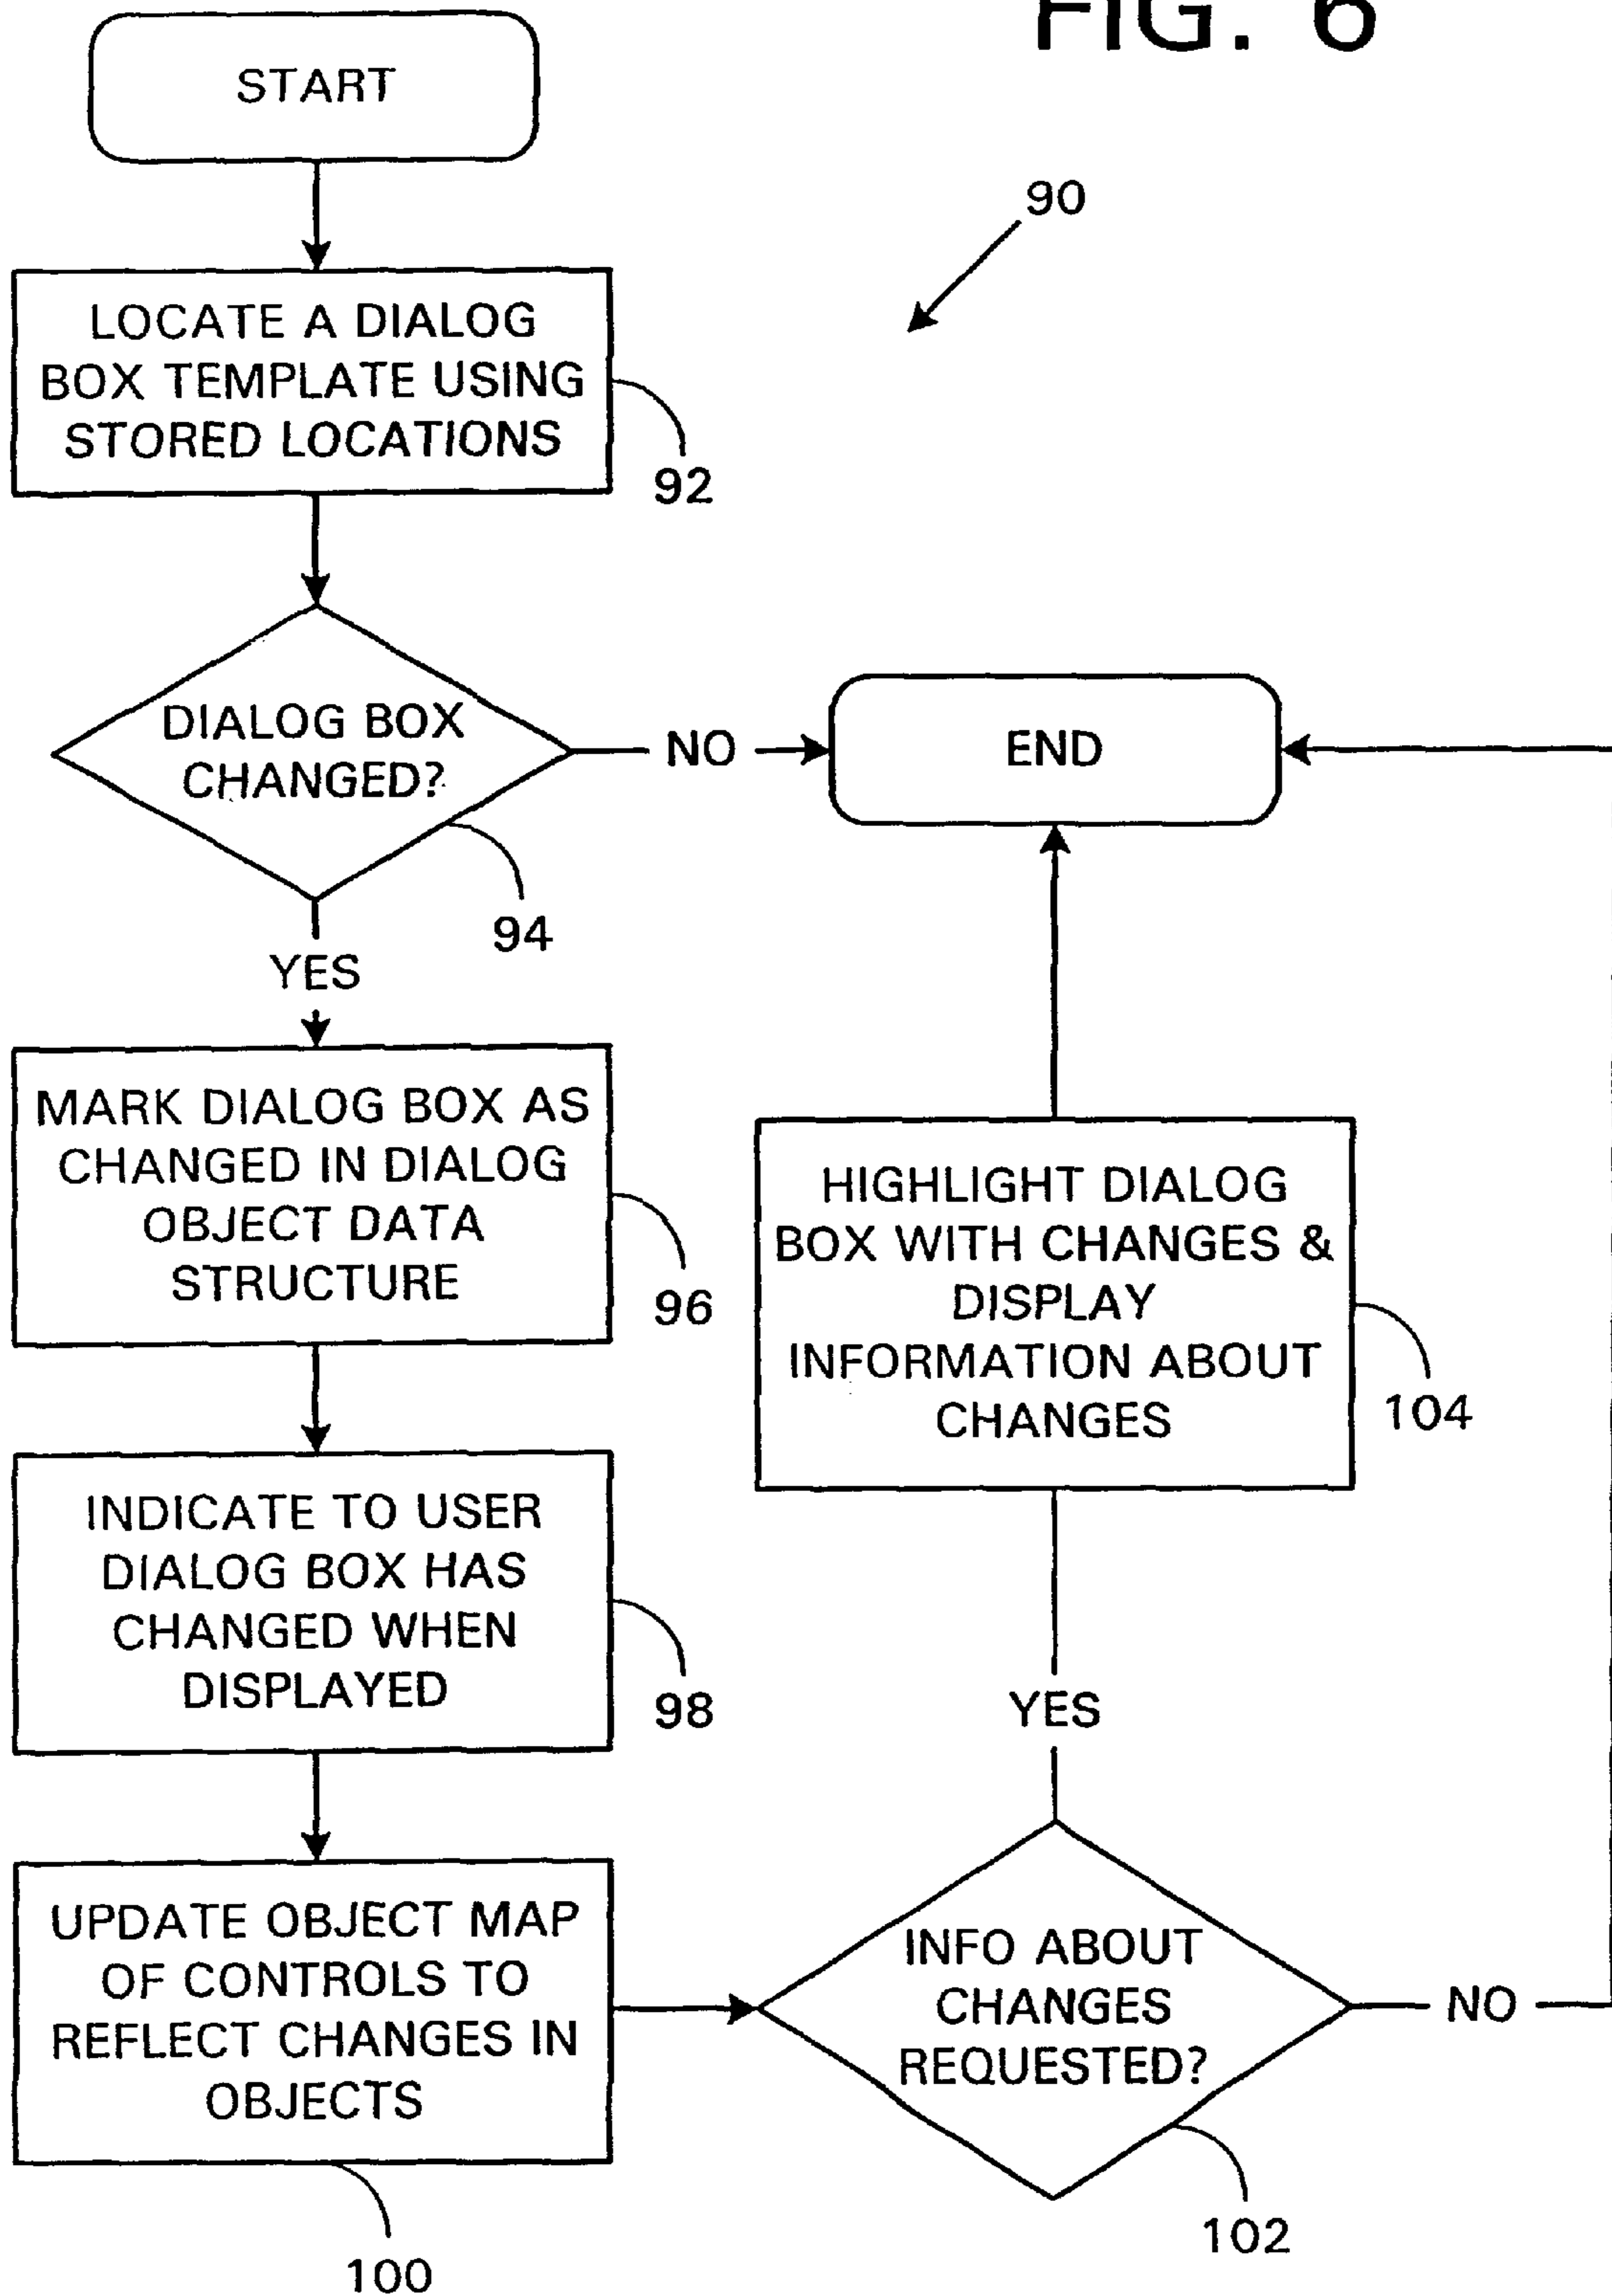 FIG. 6
START
90
LOCATE A DIALOG
BOX TEMPLATE USING
STORED LOCATIONS
92
DIALOG BOX
CHANGED?
NO
END
94
YES
MARK DIALOG BOX AS
CHANGED IN DIALOG
OBJECT DATA
STRUCTURE
96
INDICATE TO USER
DIALOG BOX HAS
CHANGED WHEN
DISPLAYED
98
UPDATE OBJECT MAP
OF CONTROLS TO
REFLECT CHANGES IN
OBJECTS
100
INFO ABOUT
CHANGES
REQUESTED?
102
NO
YES
HIGHLIGHT DIALOG
BOX WITH CHANGES &
DISPLAY
INFORMATION ABOUT
CHANGES
104